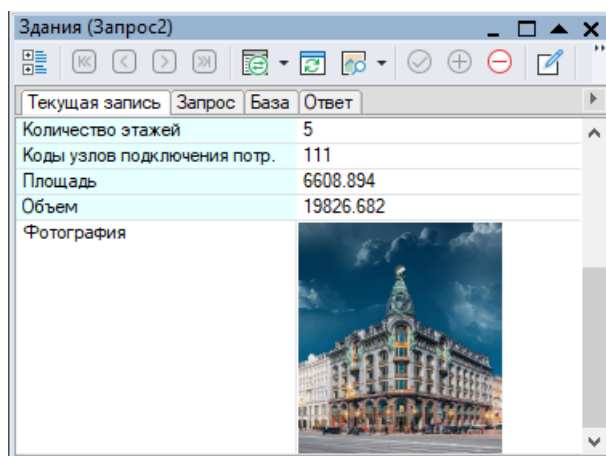 Здания (Запрос2)
Текущая запись Запрос База Ответ
Количество этажей 5
Коды узлов подключения потр. 111
Площадь 6608.894
Объем 19826.682
Фотография